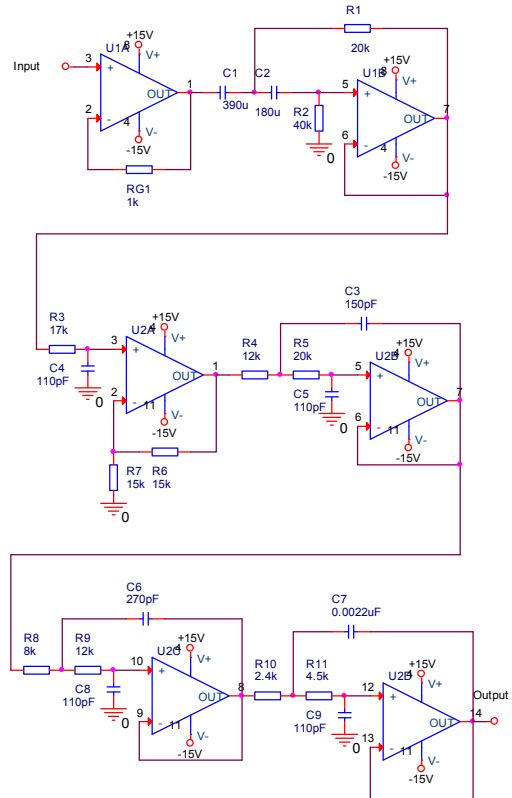 R1
20k
+15V
8
U1A
3
+
V+
Input
1
OUT
2
-
4
V-
-15V
RG1
1k
C1
390u
C2
180u
R2
40k
0
+15V
8
U1B
5
+
V+
7
OUT
6
-
4
V-
-15V
C3
150pF
R3
17k
C4
110pF
0
+15V
4
U2A
3
+
V+
1
OUT
2
-
11
V-
-15V
R7
15k
R6
15k
0
R4
12k
R5
20k
C5
110pF
0
+15V
4
U2B
5
+
V+
7
OUT
6
-
11
V-
-15V
C6
270pF
C7
0.0022uF
R8
8k
R9
12k
C8
110pF
0
+15V
4
U2C
10
+
V+
8
OUT
9
-
11
V-
-15V
R10
2.4k
R11
4.5k
C9
110pF
0
+15V
4
12
+
V+
Output
14
OUT
13
-
11
V-
-15V